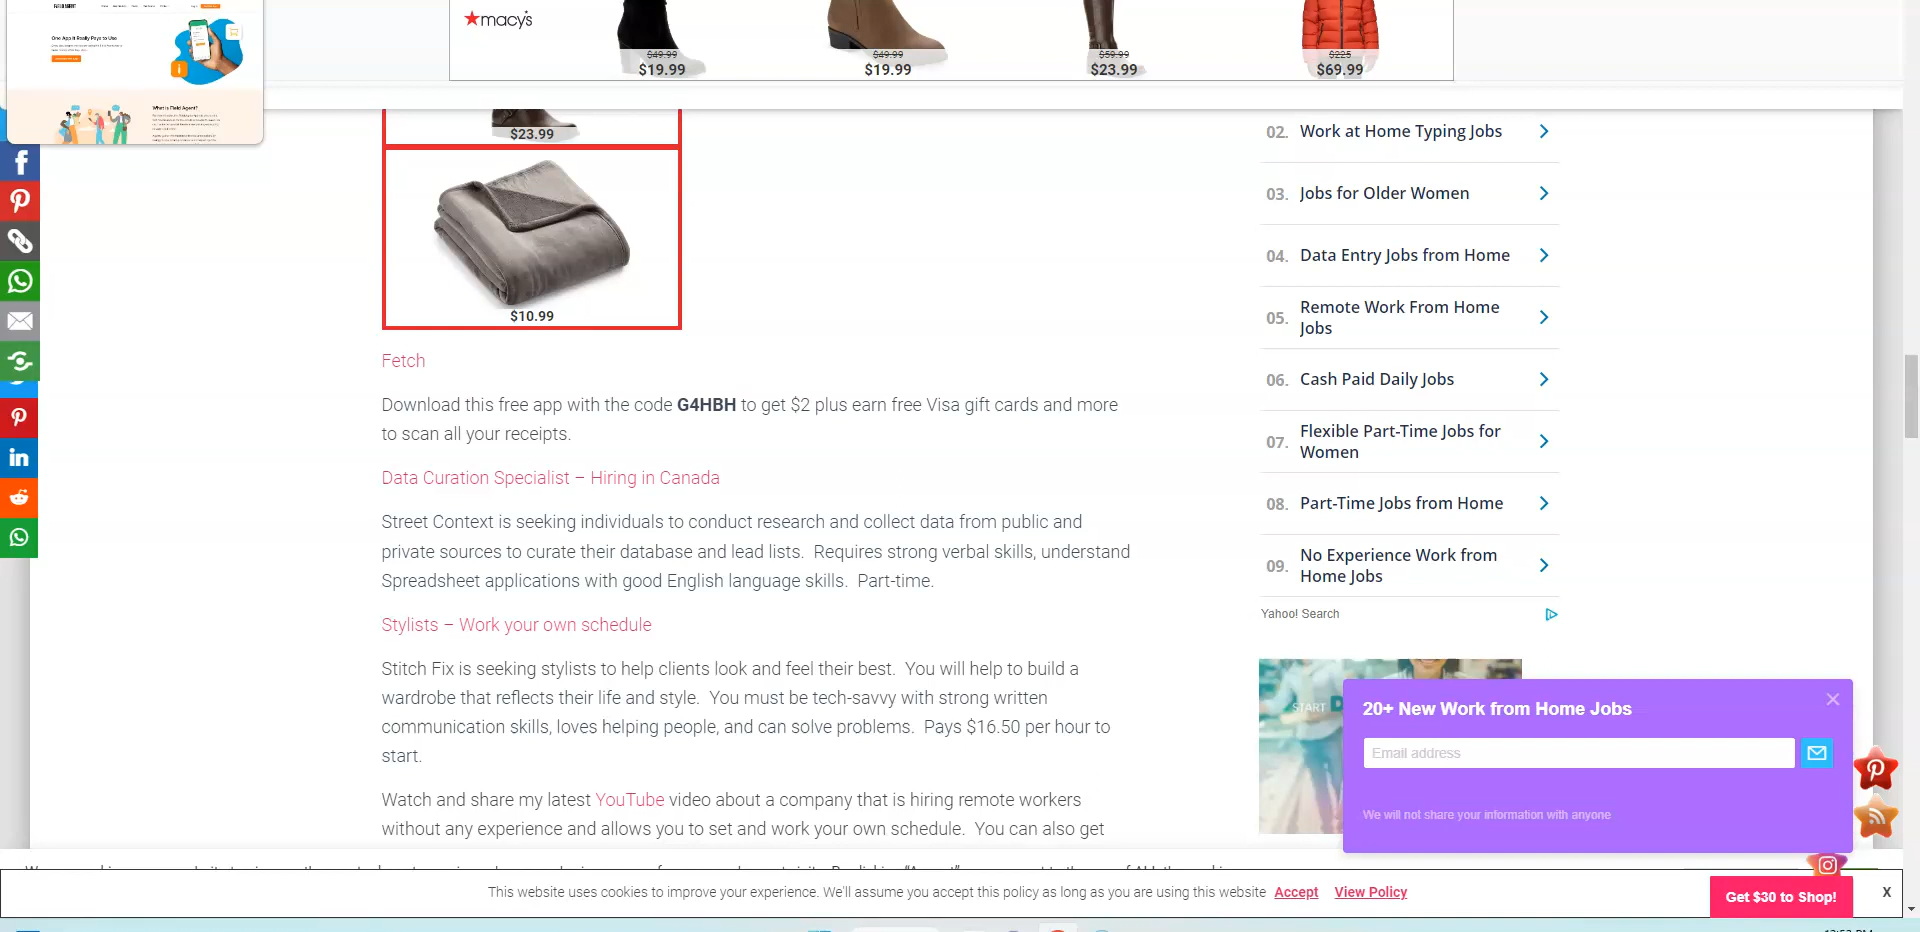 FIELD AGENT
One App It Really Pays to Use
What is Field Agent?
macy's
$49.99
$19.99
$49.99
$19.99
$59.99
$23.99
$225
$69.99
$23.99
$10.99
Fetch
Download this free app with the code G4HBH to get $2 plus earn free Visa gift cards and more
to scan all your receipts.
Data Curation Specialist – Hiring in Canada
Street Context is seeking individuals to conduct research and collect data from public and
private sources to curate their database and lead lists.  Requires strong verbal skills, understand
Spreadsheet applications with good English language skills.  Part-time.
Stylists – Work your own schedule
Stitch Fix is seeking stylists to help clients look and feel their best.  You will help to build a
wardrobe that reflects their life and style.  You must be tech-savvy with strong written
communication skills, loves helping people, and can solve problems.  Pays $16.50 per hour to
start.
Watch and share my latest YouTube video about a company that is hiring remote workers
without any experience and allows you to set and work your own schedule.  You can also get
02. Work at Home Typing Jobs
03. Jobs for Older Women
04. Data Entry Jobs from Home
05. Remote Work From Home
Jobs
06. Cash Paid Daily Jobs
07. Flexible Part-Time Jobs for
Women
08. Part-Time Jobs from Home
09. No Experience Work from
Home Jobs
Yahoo! Search
START
20+ New Work from Home Jobs
Email address
We will not share your information with anyone
This website uses cookies to improve your experience. We'll assume you accept this policy as long as you are using this website Accept View Policy
Get $30 to Shop!
X